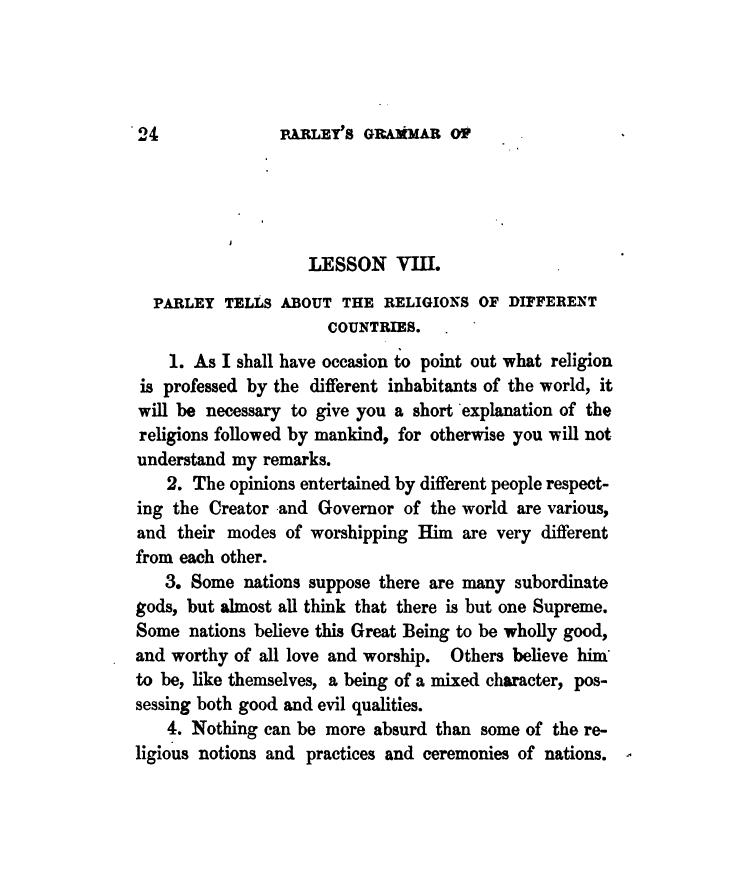 24 PARLEY'S GRAMMAR OF
LESSON VIII.
PARLEY TELLS ABOUT THE RELIGIONS OF DIFFERENT
COUNTRIES.
1. As I shall have occasion to point out what religion
is professed by the different inhabitants of the world, it
will be necessary to give you a short explanation of the
religions followed by mankind, for otherwise you will not
understand my remarks.
2. The opinions entertained by different people respect-
ing the Creator and Governor of the world are various,
and their modes of worshipping Him are very different
from each other.
3. Some nations suppose there are many subordinate
gods, but almost all think that there is but one Supreme.
Some nations believe this Great Being to be wholly good,
and worthy of all love and worship. Others believe him
to be, like themselves, a being of a mixed character, pos-
sessing both good and evil qualities.
4. Nothing can be more absurd than some of the re-
ligious notions and practices and ceremonies of nations.